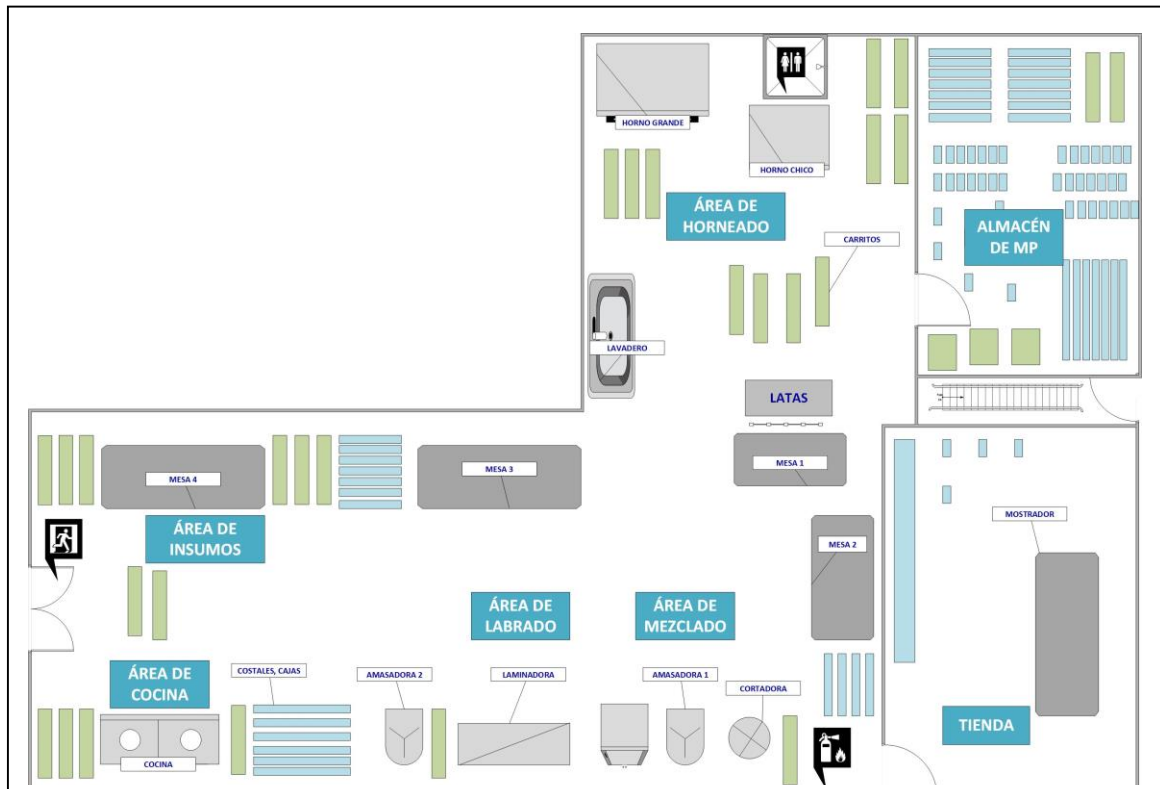 HORNO GRANDE
HORNO CHICO
ÁREA DE
HORNEADO
ALMACÉN
DE MP
CARRITOS
LAVADERO
LATAS
MESA 1
MESA 3
MESA 4
ÁREA DE
INSUMOS
MESA 2
MOSTRADOR
ÁREA DE
LABRADO
ÁREA DE
MEZCLADO
ÁREA DE
COCINA
COSTALES, CAJAS
AMASADORA 2
LAMINADORA
AMASADORA 1
CORTADORA
TIENDA
COCINA